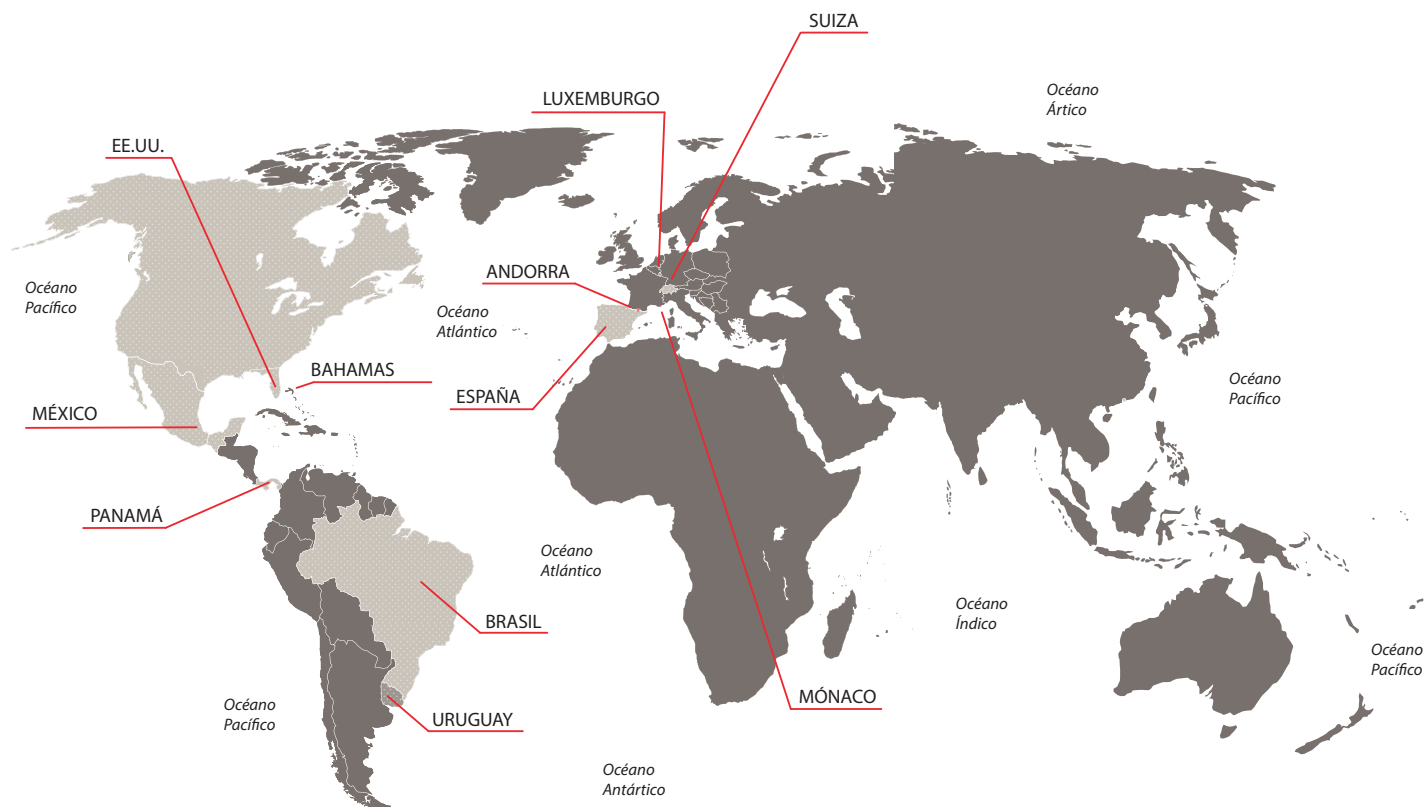 SUIZA
Océano
Ártico
LUXEMBURGO
EE.UU.
ANDORRA
Océano
Pacífico
Océano
Atlántico
BAHAMAS
ESPAÑA
Océano
Pacífico
MÉXICO
PANAMÁ
Océano
Atlántico
BRASIL
Océano
Índico
Océano
Pacífico
MÓNACO
Océano
Pacífico
URUGUAY
Océano
Antártico